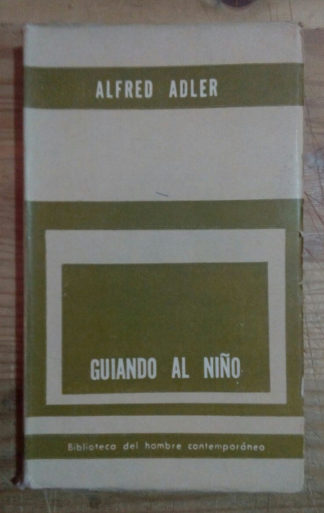 ALFRED ADLER
GUIANDO AL NIÑO
Biblioteca del hombre contemporáneo